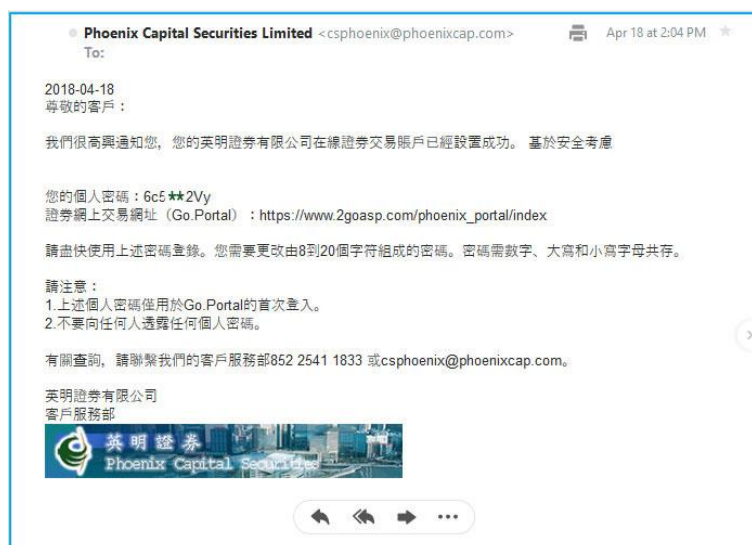 Phoenix Capital Securities Limited <csphoenix@phoenixcap.com> Apr 18 at 2:04 PM
To:
2018-04-18
尊敬的客戶：
我們很高興通知您，您的英明證券有限公司在線證券交易賬戶已經設置成功。 基於安全考慮
您的個人密碼：6c5**2Vy
證券網上交易網址（Go.Portal）：https://www.2goasp.com/phoenix_portal/index
請盡快使用上述密碼登錄。您需要更改由8到20個字符組成的密碼。密碼需數字、大寫和小寫字母共存。
請注意：
1.上述個人密碼僅用於Go.Portal的首次登入。
2.不要向任何人透露任何個人密碼。
有關查詢，請聯繫我們的客戶服務部852 2541 1833 或csphoenix@phoenixcap.com。
英明證券有限公司
客戶服務部
英明證券
Phoenix Capital Securities